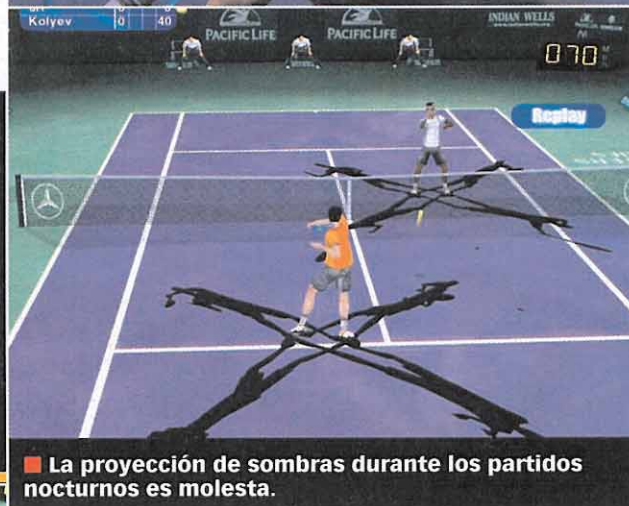 Kolyev 0 40
PACIFIC LIFE
PACIFIC LIFE
INDIAN WELLS
070
Replay
La proyección de sombras durante los partidos
nocturnos es molesta.